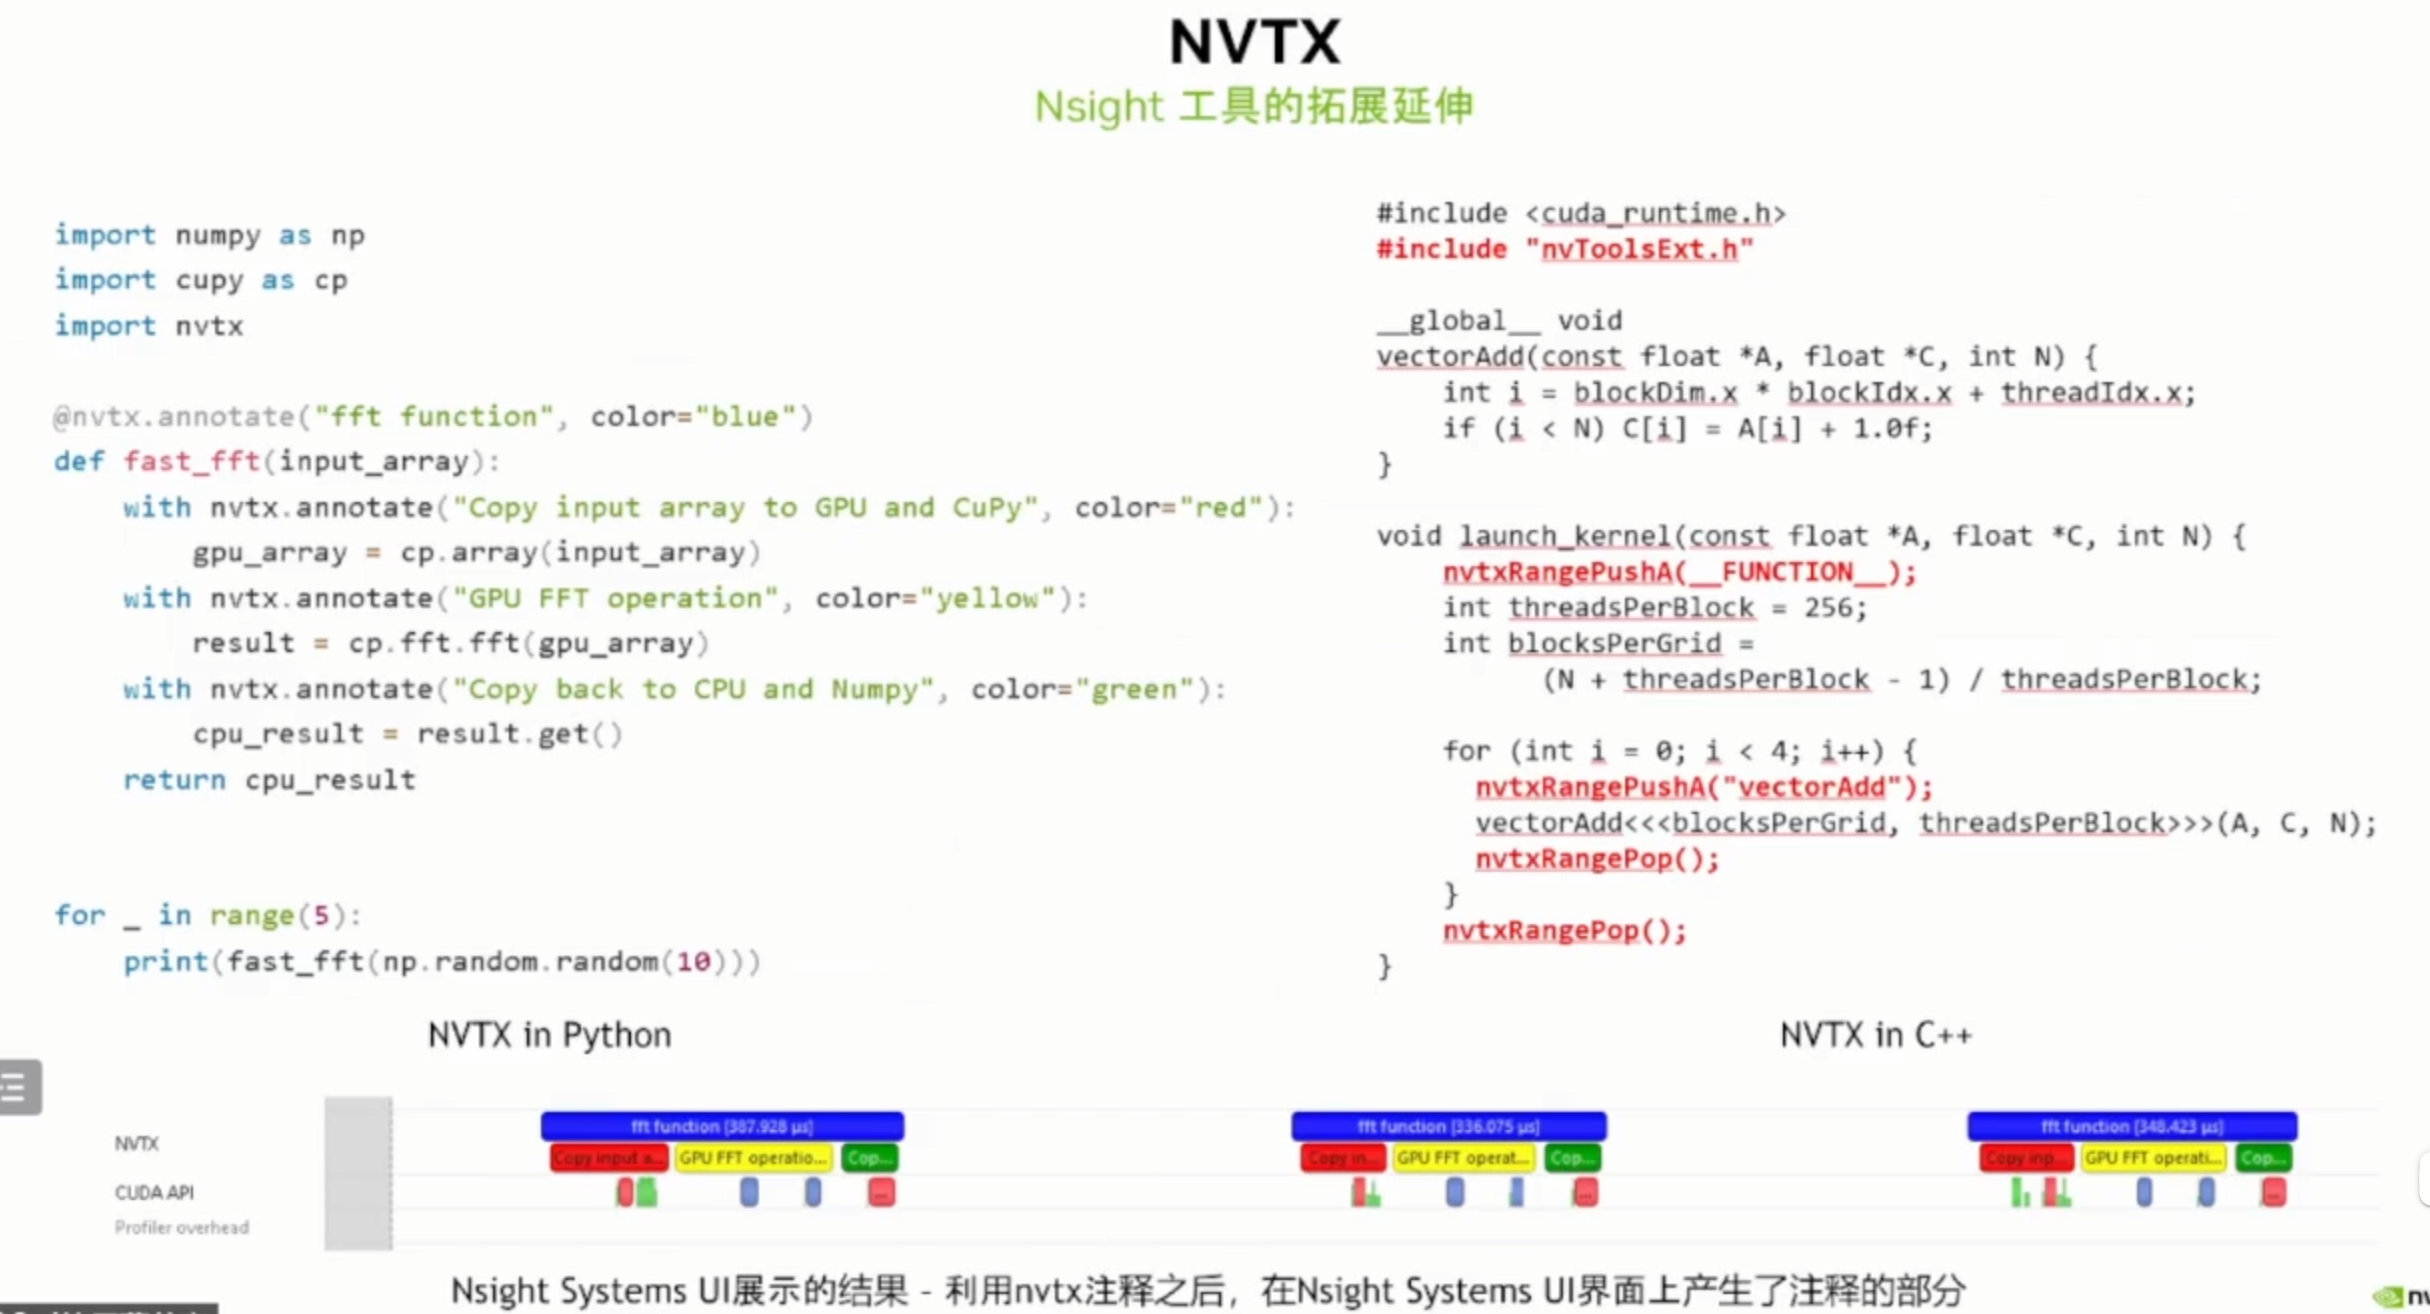 NVTX
Nsight 工具的拓展延伸
import numpy as np
import cupy as cp
import nvtx
@nvtx.annotate("fft function", color="blue")
def fast_fft(input_array):
    with nvtx.annotate("Copy input array to GPU and CuPy", color="red"):
        gpu_array = cp.array(input_array)
    with nvtx.annotate("GPU FFT operation", color="yellow"):
        result = cp.fft.fft(gpu_array)
    with nvtx.annotate("Copy back to CPU and Numpy", color="green"):
        cpu_result = result.get()
    return cpu_result
for _ in range(5):
    print(fast_fft(np.random.random(10)))
NVTX in Python
#include <cuda_runtime.h>
#include "nvToolsExt.h"
__global__ void
vectorAdd(const float *A, float *C, int N) {
    int i = blockDim.x * blockIdx.x + threadIdx.x;
    if (i < N) C[i] = A[i] + 1.0f;
}
void launch_kernel(const float *A, float *C, int N) {
    nvtxRangePushA(__FUNCTION__);
    int threadsPerBlock = 256;
    int blocksPerGrid =
          (N + threadsPerBlock - 1) / threadsPerBlock;
    for (int i = 0; i < 4; i++) {
      nvtxRangePushA("vectorAdd");
      vectorAdd<<<blocksPerGrid, threadsPerBlock>>>(A, C, N);
      nvtxRangePop();
    }
    nvtxRangePop();
}
NVTX in C++
fft function [387.928 µs] fft function [336.075 µs] fft function [348.423 µs]
NVTX Copy input a... GPU FFT operatio... Cop... Copy in... GPU FFT operat... Cop... Copy inp... GPU FFT operati... Cop...
CUDA API ... ... ...
Profiler overhead
Nsight Systems UI展示的结果 - 利用nvtx注释之后，在Nsight Systems UI界面上产生了注释的部分